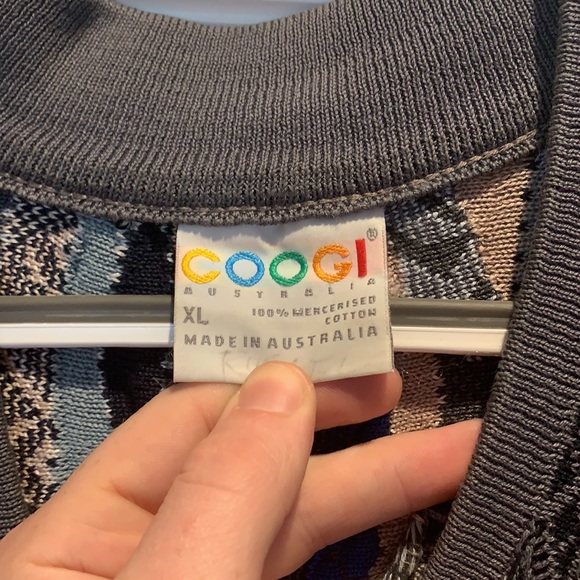 COOGI®
AUSTRALIA
XL 100% MERCERISED
COTTON
MADE IN AUSTRALIA